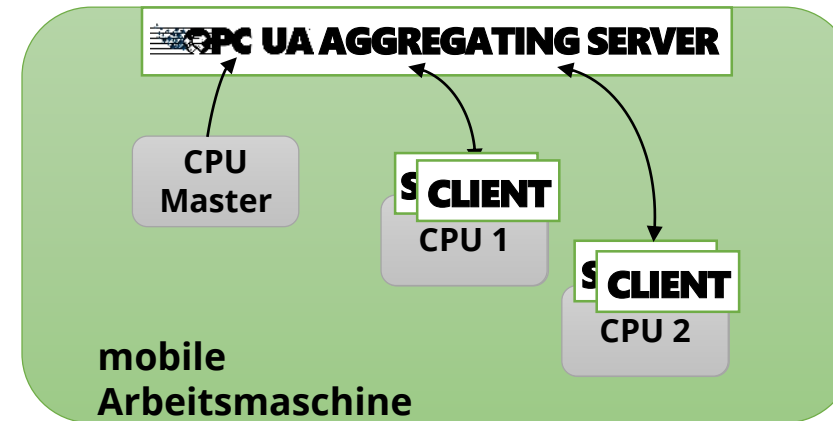 OPC UA AGGREGATING SERVER
CPU
Master
S
CLIENT
CPU 1
S
CLIENT
CPU 2
mobile
Arbeitsmaschine